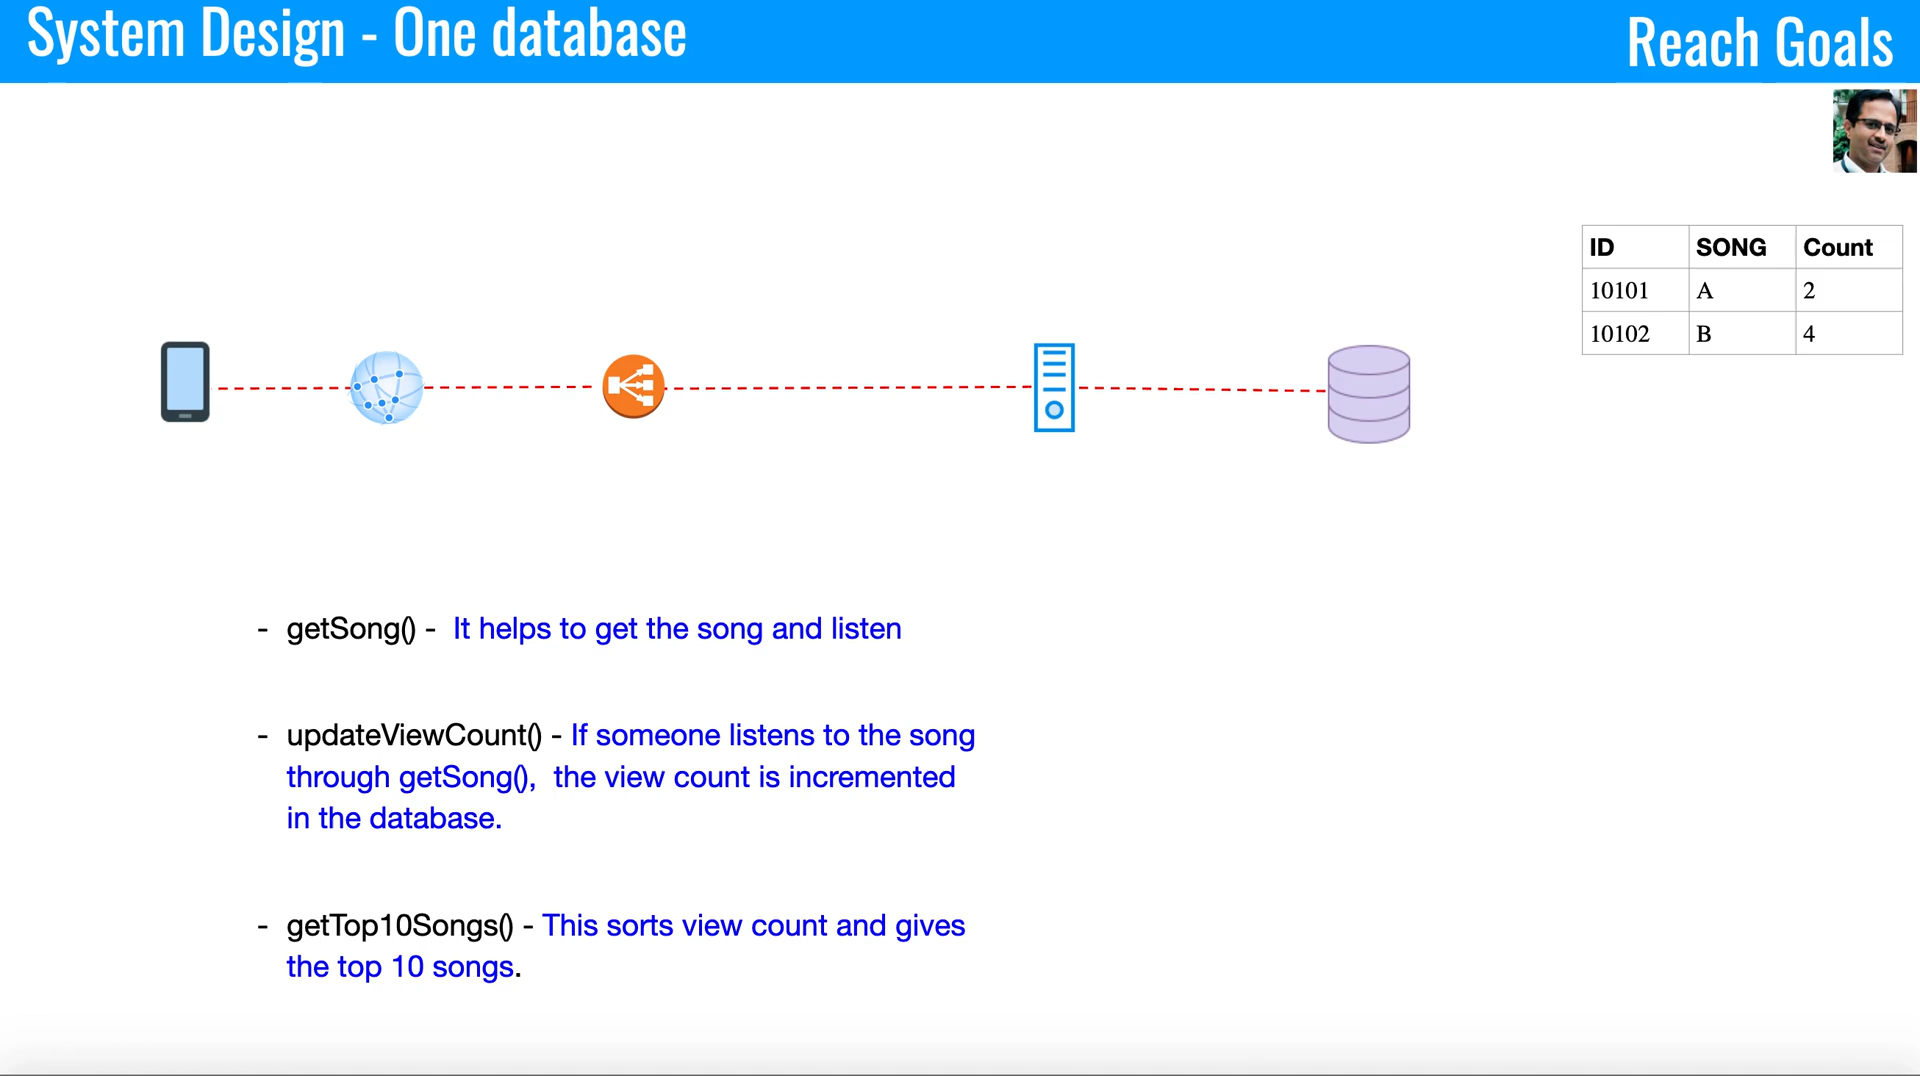 System Design - One database
Reach Goals
ID SONG Count
10101 A 2
10102 B 4
- getSong() - It helps to get the song and listen
- updateViewCount() - If someone listens to the song
through getSong(), the view count is incremented
in the database.
- getTop10Songs() - This sorts view count and gives
the top 10 songs.